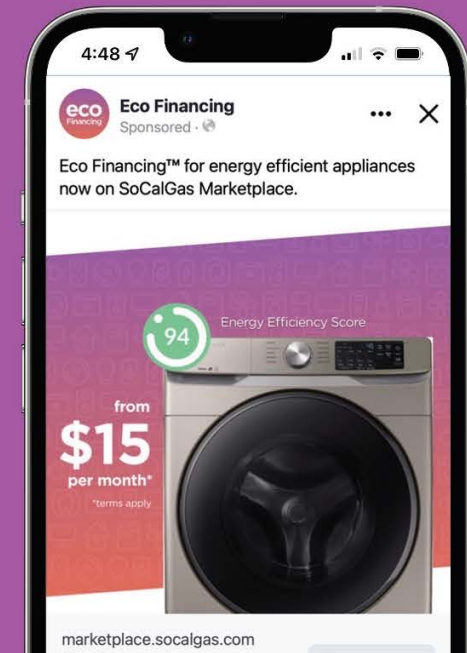 4:48
eco
Financing
Eco Financing
Sponsored ·
Eco Financing™ for energy efficient appliances
now on SoCalGas Marketplace.
94
Energy Efficiency Score
from
$15
per month*
*terms apply
marketplace.socalgas.com